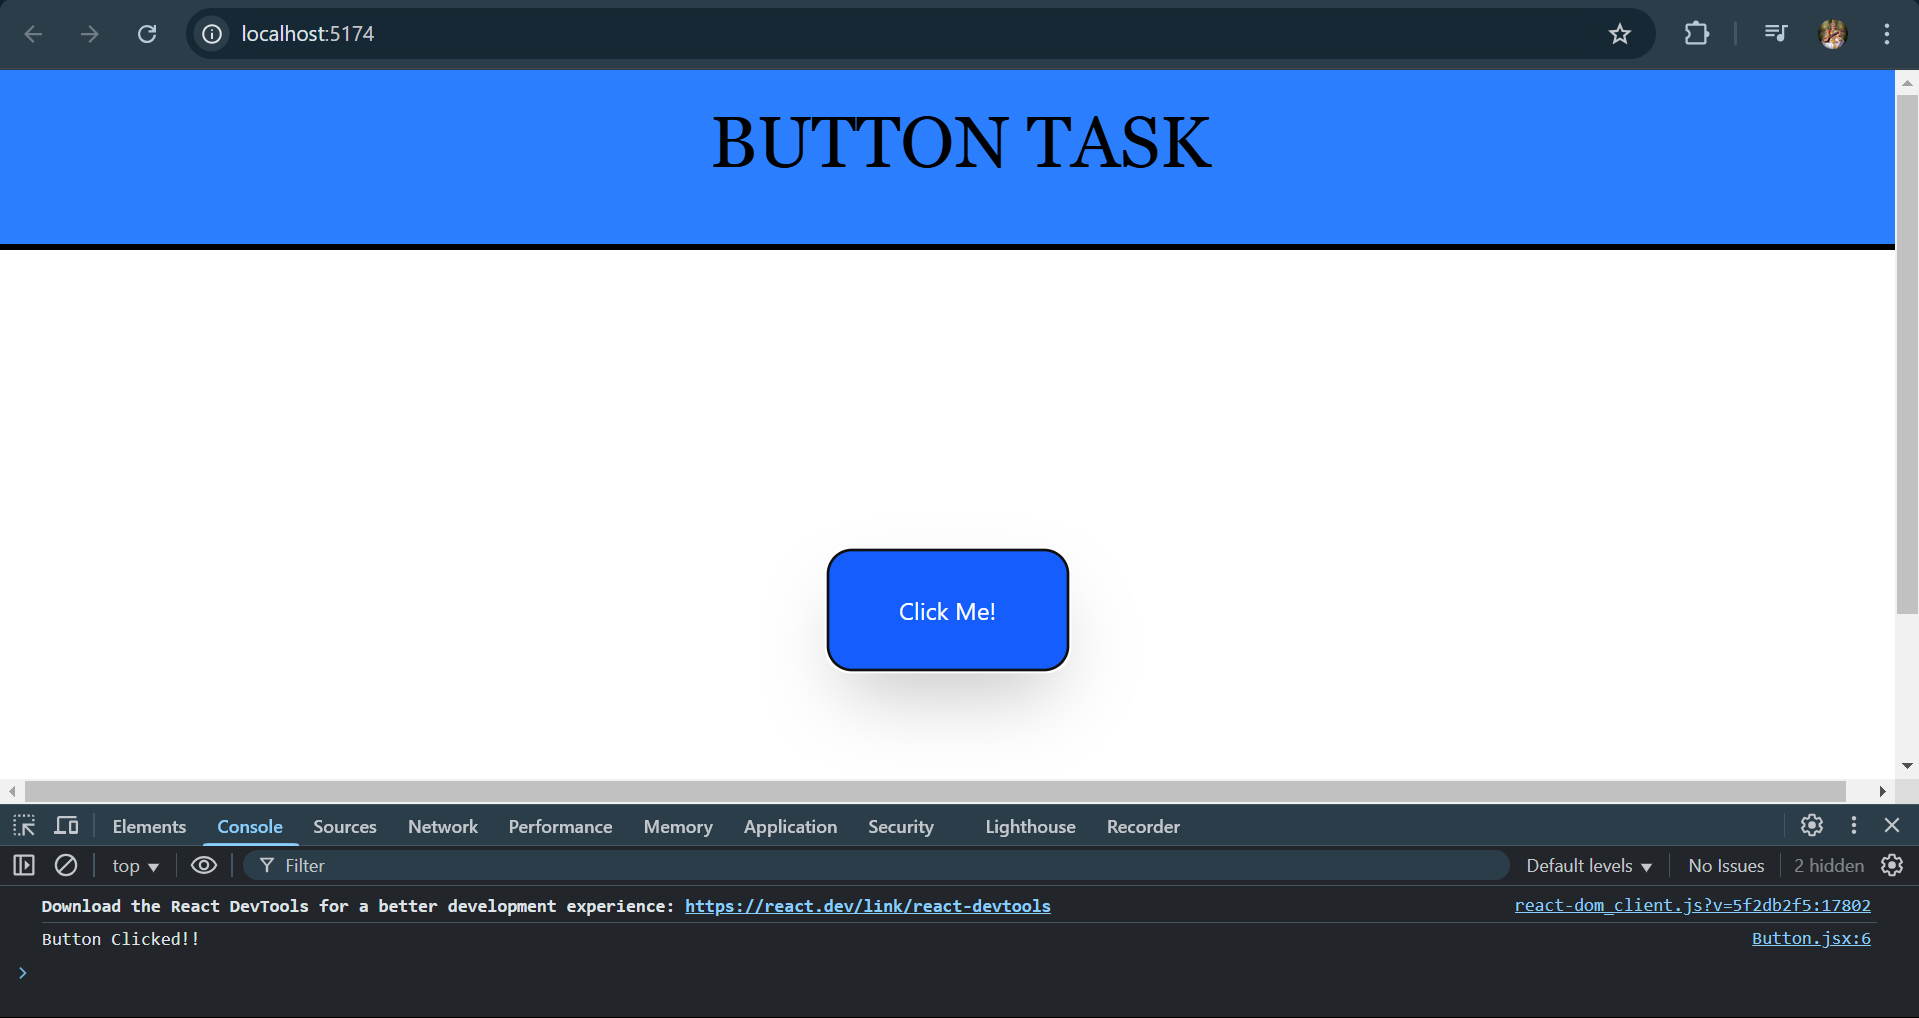 localhost:5174
BUTTON TASK
Click Me!
Elements Console Sources Network Performance Memory Application Security Lighthouse Recorder
top Filter Default levels No Issues 2 hidden
Download the React DevTools for a better development experience: https://react.dev/link/react-devtools react-dom_client.js?v=5f2db2f5:17802
Button Clicked!! Button.jsx:6